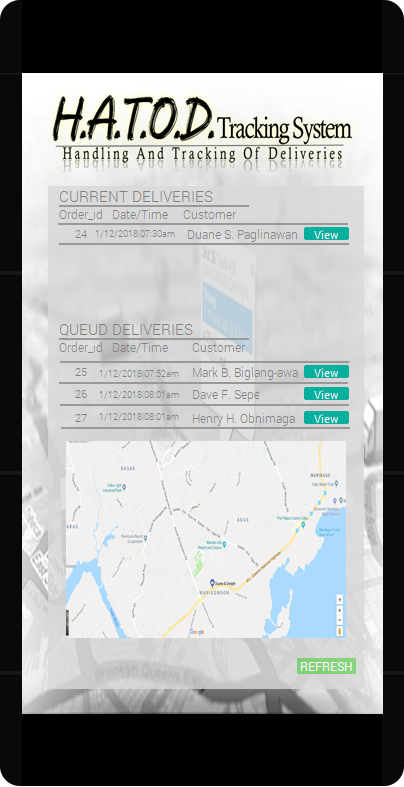 H.A.T.O.D. Tracking System
Handling And Tracking Of Deliveries
CURRENT DELIVERIES
Order_id Date/Time Customer
24 1/12/2018|07:30am Duane S. Paglinawan View
QUEUD DELIVERIES
Order_id Date/Time Customer
25 1/12/2018|07:52am Mark B. Biglang-awa View
26 1/12/2018|08:01am Dave F. Sepe View
27 1/12/2018|08:01am Henry H. Obnimaga View
BASAK
MARIBAGO
AGUS
MARIGONDON
Duane & Dwight
Google
REFRESH